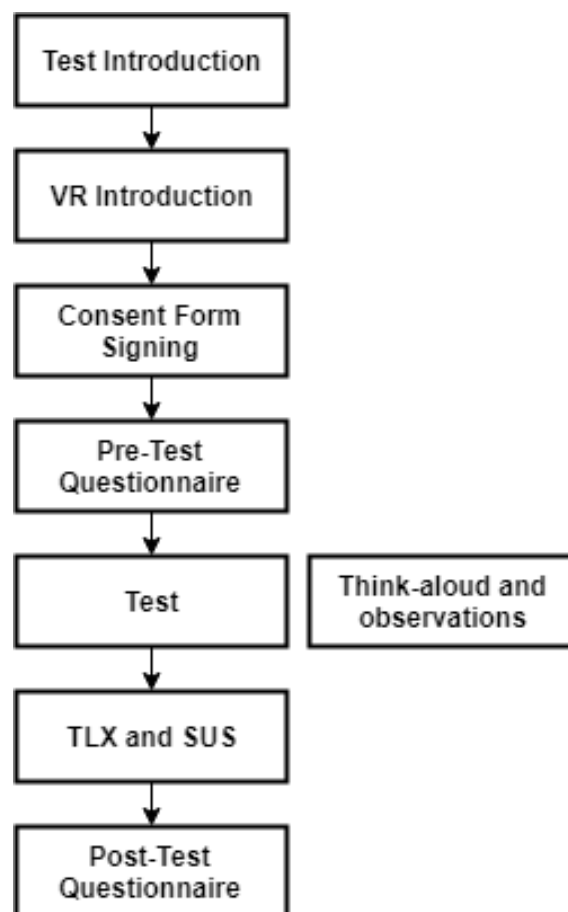 Test Introduction
VR Introduction
Consent Form
Signing
Pre-Test
Questionnaire
Test
Think-aloud and
observations
TLX and SUS
Post-Test
Questionnaire